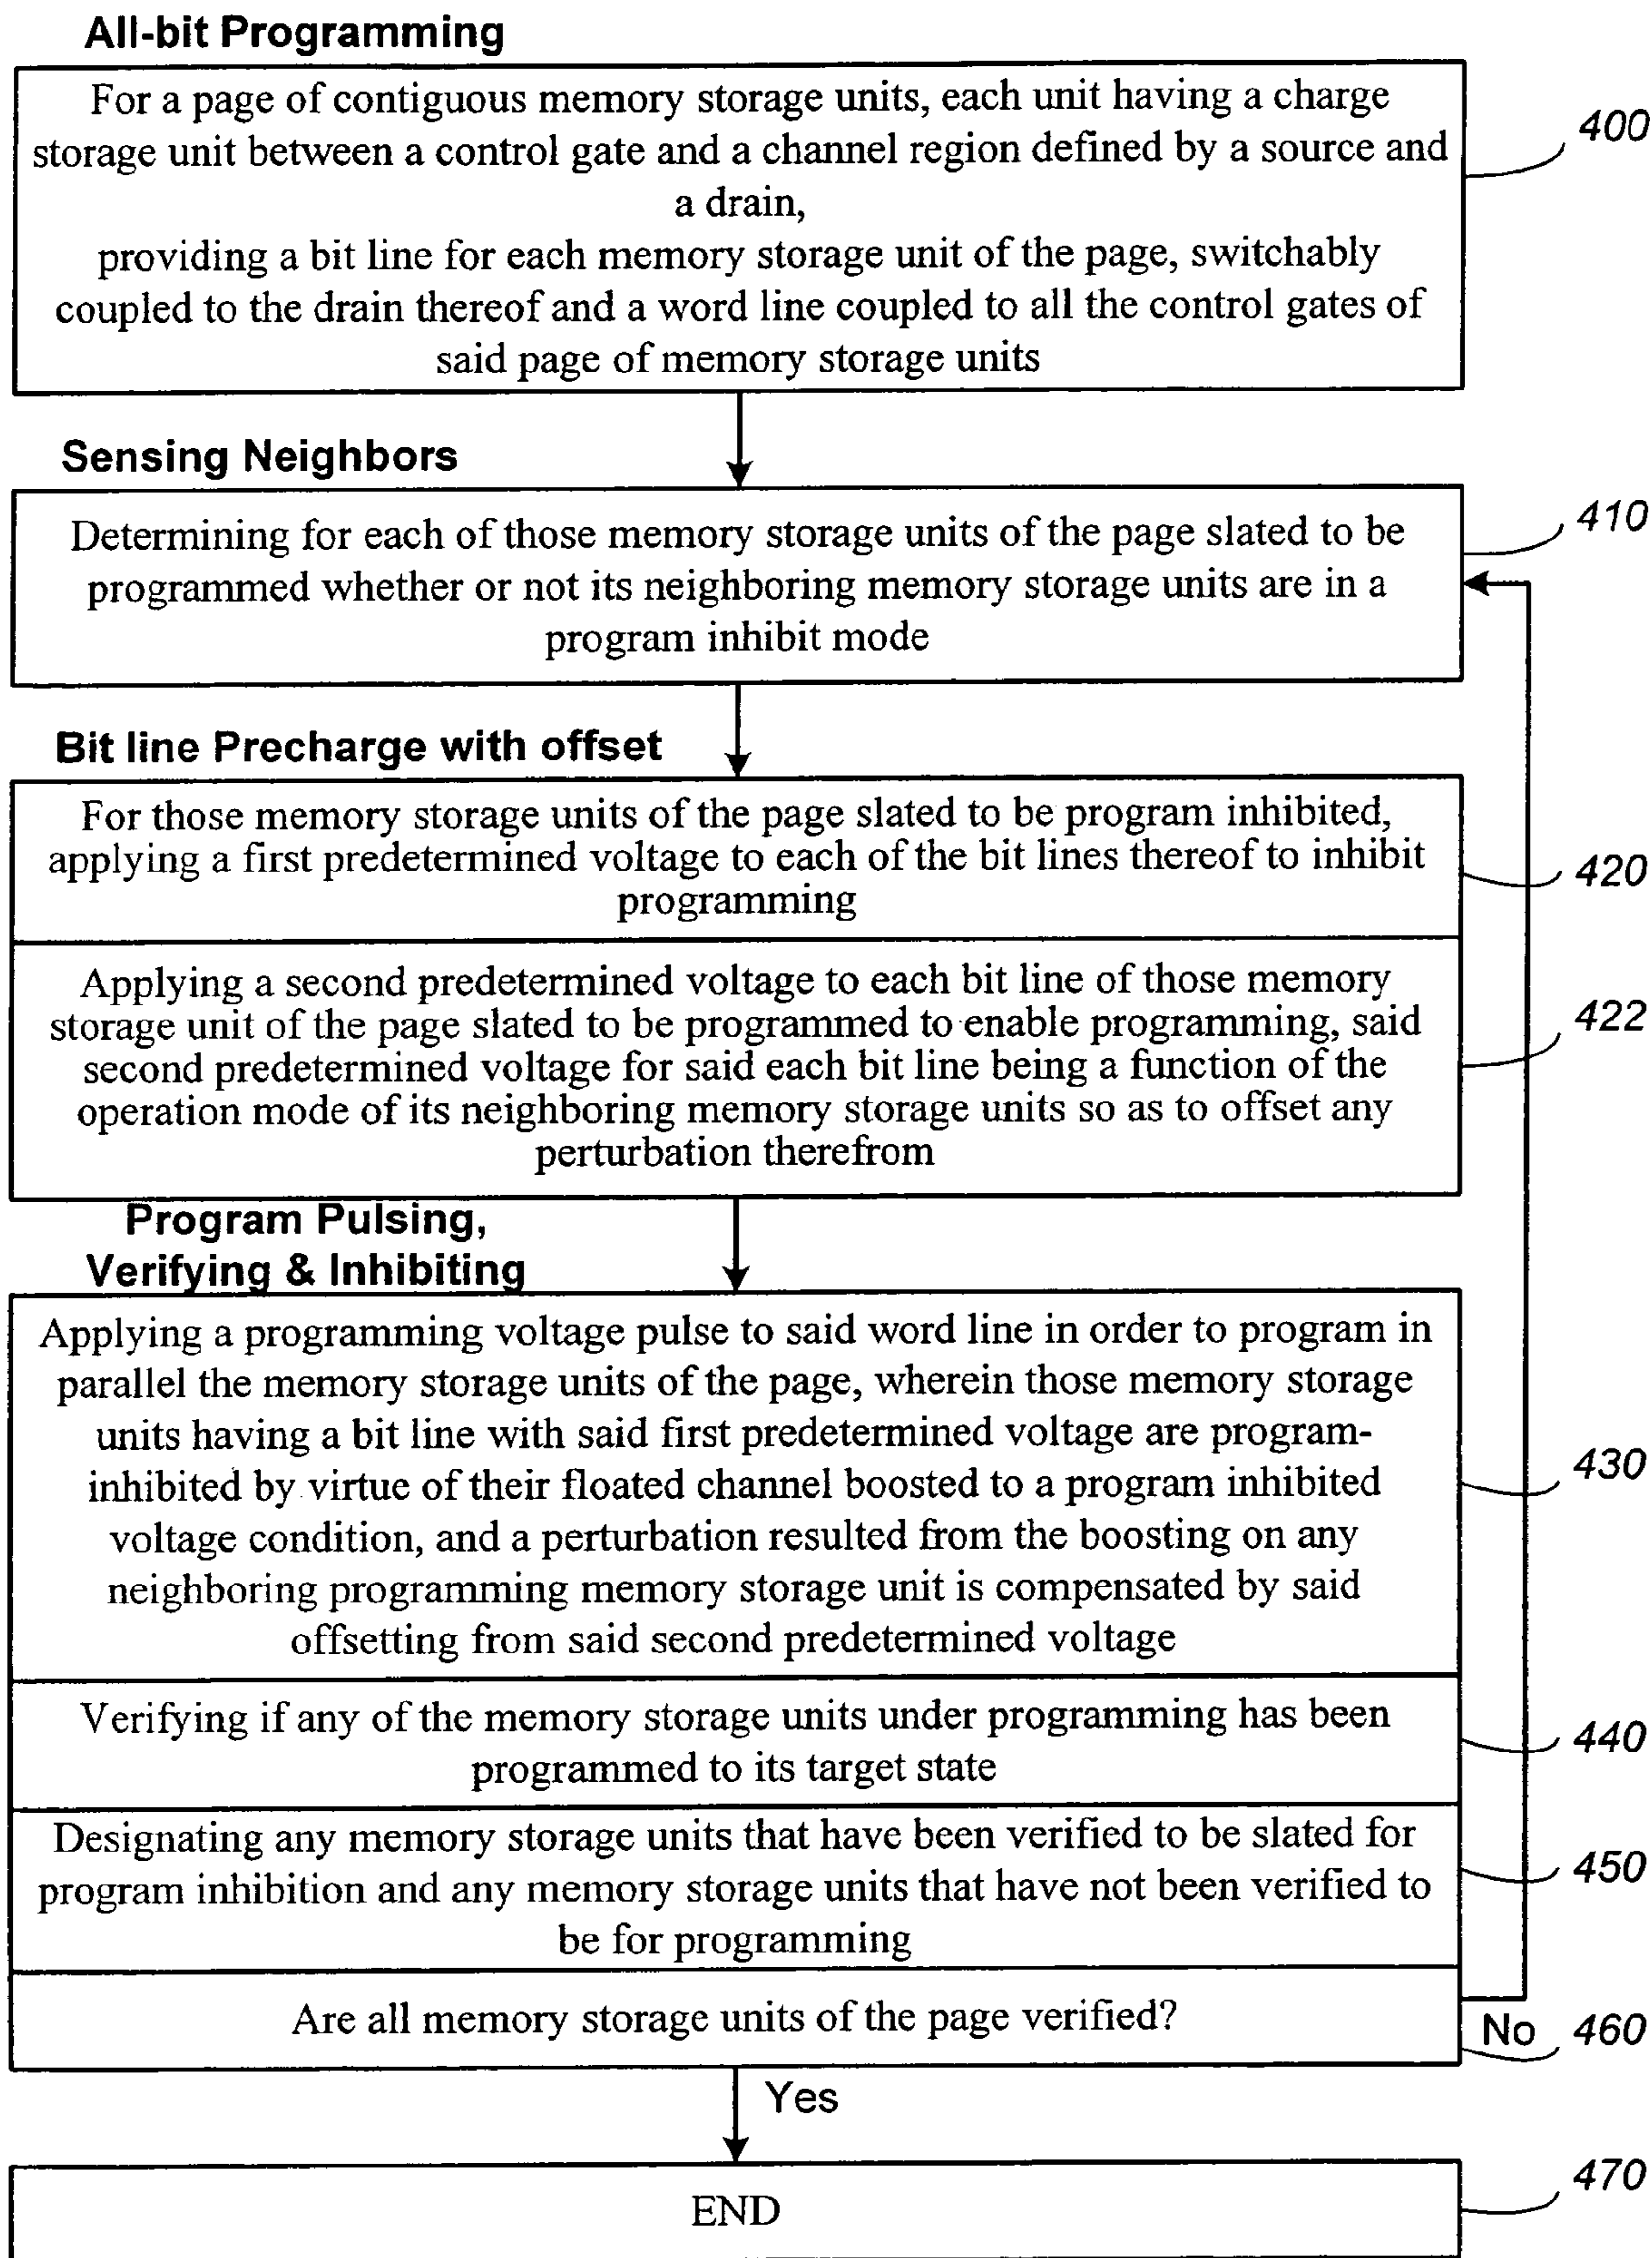 All-bit Programming
For a page of contiguous memory storage units, each unit having a charge
storage unit between a control gate and a channel region defined by a source and
a drain,
providing a bit line for each memory storage unit of the page, switchably
coupled to the drain thereof and a word line coupled to all the control gates of
said page of memory storage units
400
Sensing Neighbors
Determining for each of those memory storage units of the page slated to be
programmed whether or not its neighboring memory storage units are in a
program inhibit mode
410
Bit line Precharge with offset
For those memory storage units of the page slated to be program inhibited,
applying a first predetermined voltage to each of the bit lines thereof to inhibit
programming
420
Applying a second predetermined voltage to each bit line of those memory
storage unit of the page slated to be programmed to enable programming, said
second predetermined voltage for said each bit line being a function of the
operation mode of its neighboring memory storage units so as to offset any
perturbation therefrom
422
Program Pulsing,
Verifying & Inhibiting
Applying a programming voltage pulse to said word line in order to program in
parallel the memory storage units of the page, wherein those memory storage
units having a bit line with said first predetermined voltage are program-
inhibited by virtue of their floated channel boosted to a program inhibited
voltage condition, and a perturbation resulted from the boosting on any
neighboring programming memory storage unit is compensated by said
offsetting from said second predetermined voltage
430
Verifying if any of the memory storage units under programming has been
programmed to its target state
440
Designating any memory storage units that have been verified to be slated for
program inhibition and any memory storage units that have not been verified to
be for programming
450
Are all memory storage units of the page verified?
No
460
Yes
END
470